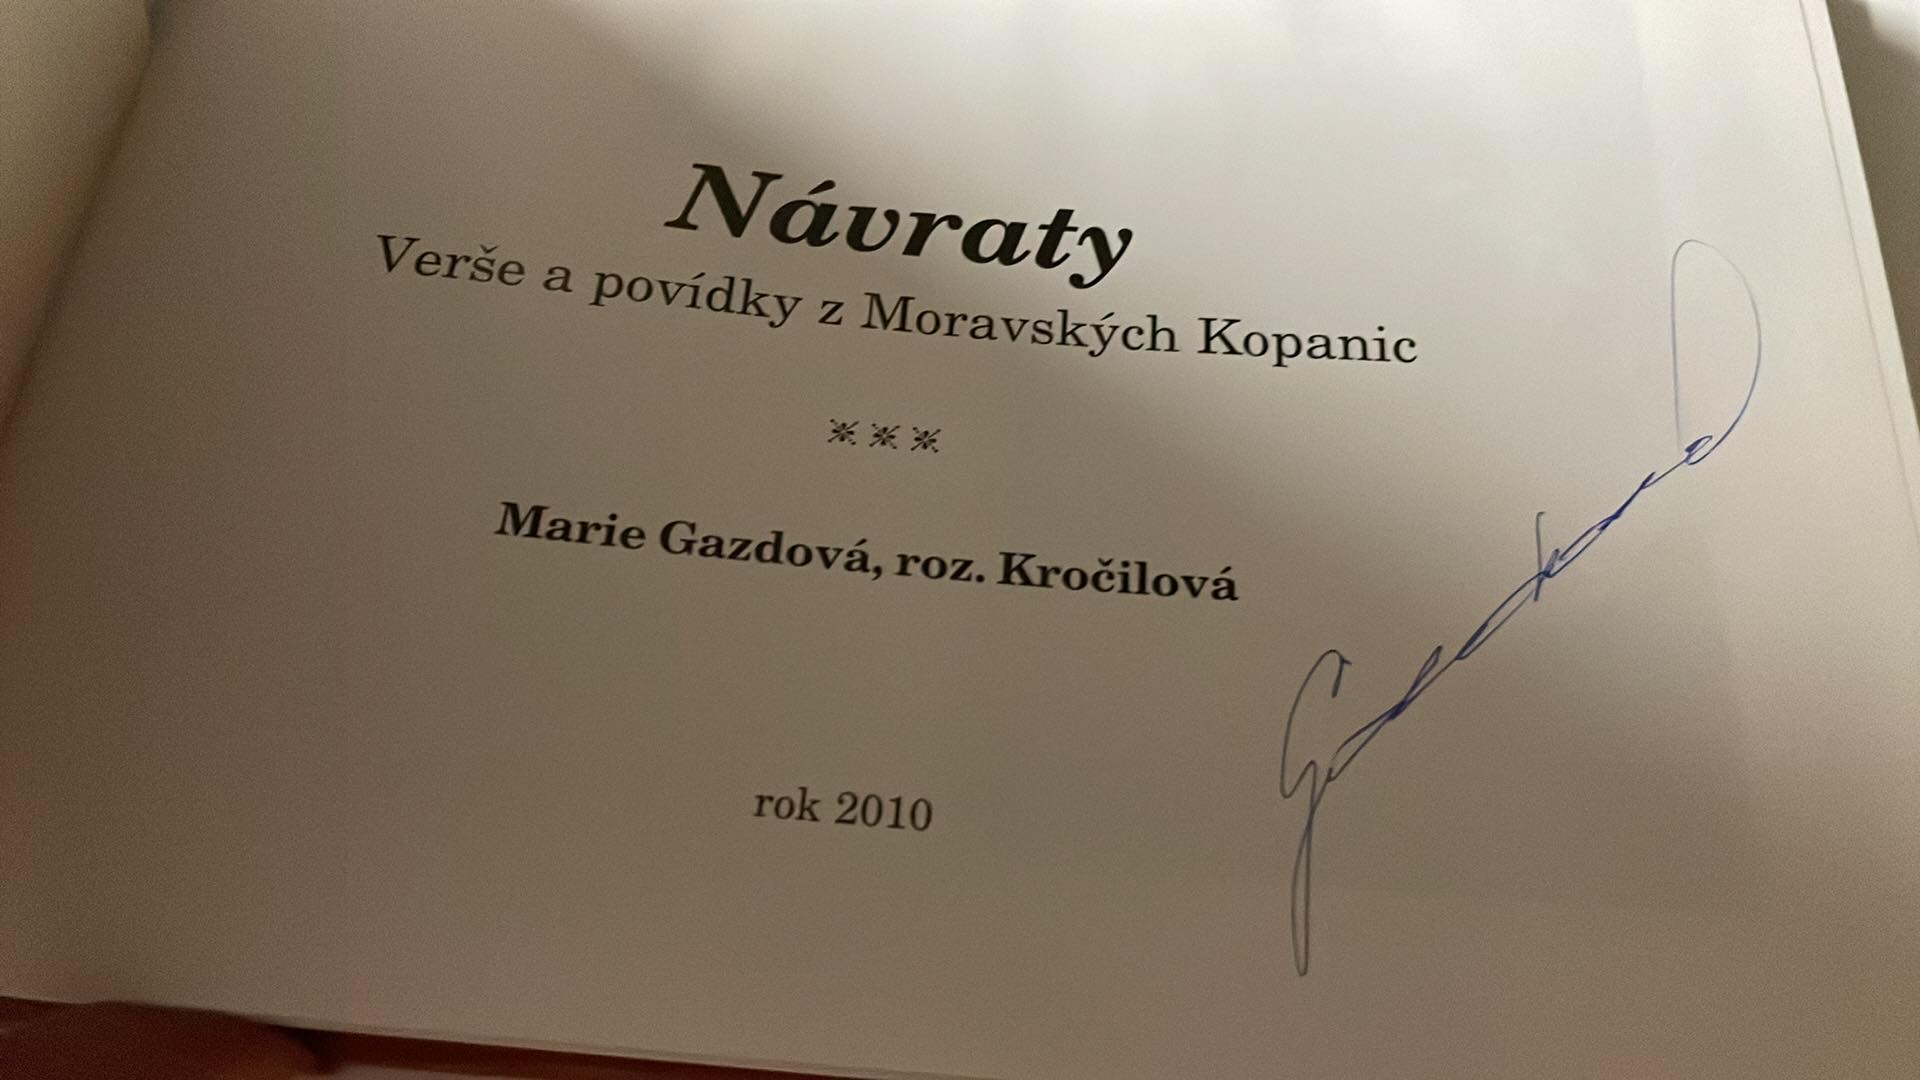 Návraty
Verše a povídky z Moravských Kopanic
***
Marie Gazdová, roz. Kročilová
rok 2010